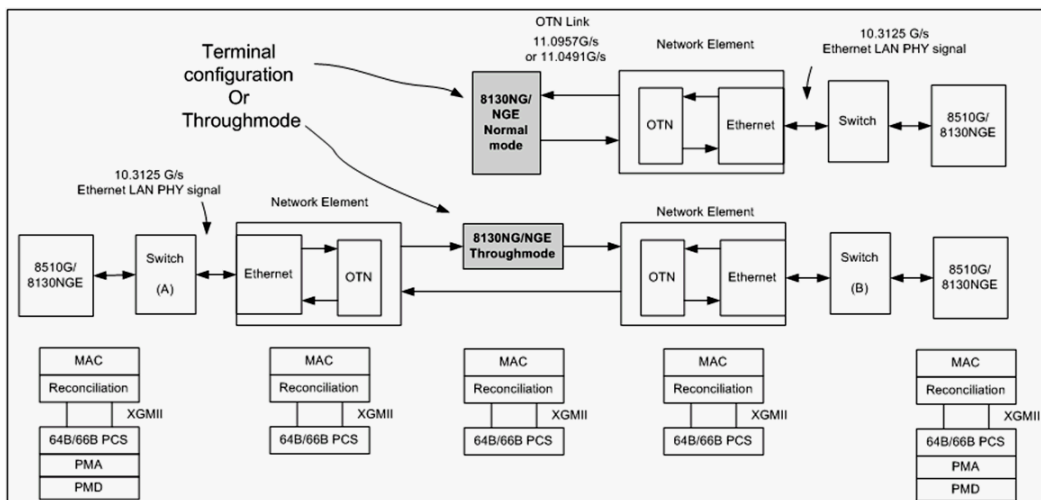 OTN Link
11.0957G/s
or 11.0491G/s
Network Element
10.3125 G/s
Ethernet LAN PHY signal
Terminal
configuration
Or
Throughmode
8130NG/
NGE
Normal
mode
OTN
Ethernet
Switch
8510G/
8130NGE
10.3125 G/s
Ethernet LAN PHY signal
Network Element
Network Element
8510G/
8130NGE
Switch
(A)
Ethernet
OTN
8130NG/NGE
Throughmode
OTN
Ethernet
Switch
(B)
8510G/
8130NGE
MAC
Reconciliation
XGMII
64B/66B PCS
PMA
PMD
MAC
Reconciliation
XGMII
64B/66B PCS
MAC
Reconciliation
XGMII
64B/66B PCS
MAC
Reconciliation
XGMII
64B/66B PCS
MAC
Reconciliation
XGMII
64B/66B PCS
PMA
PMD